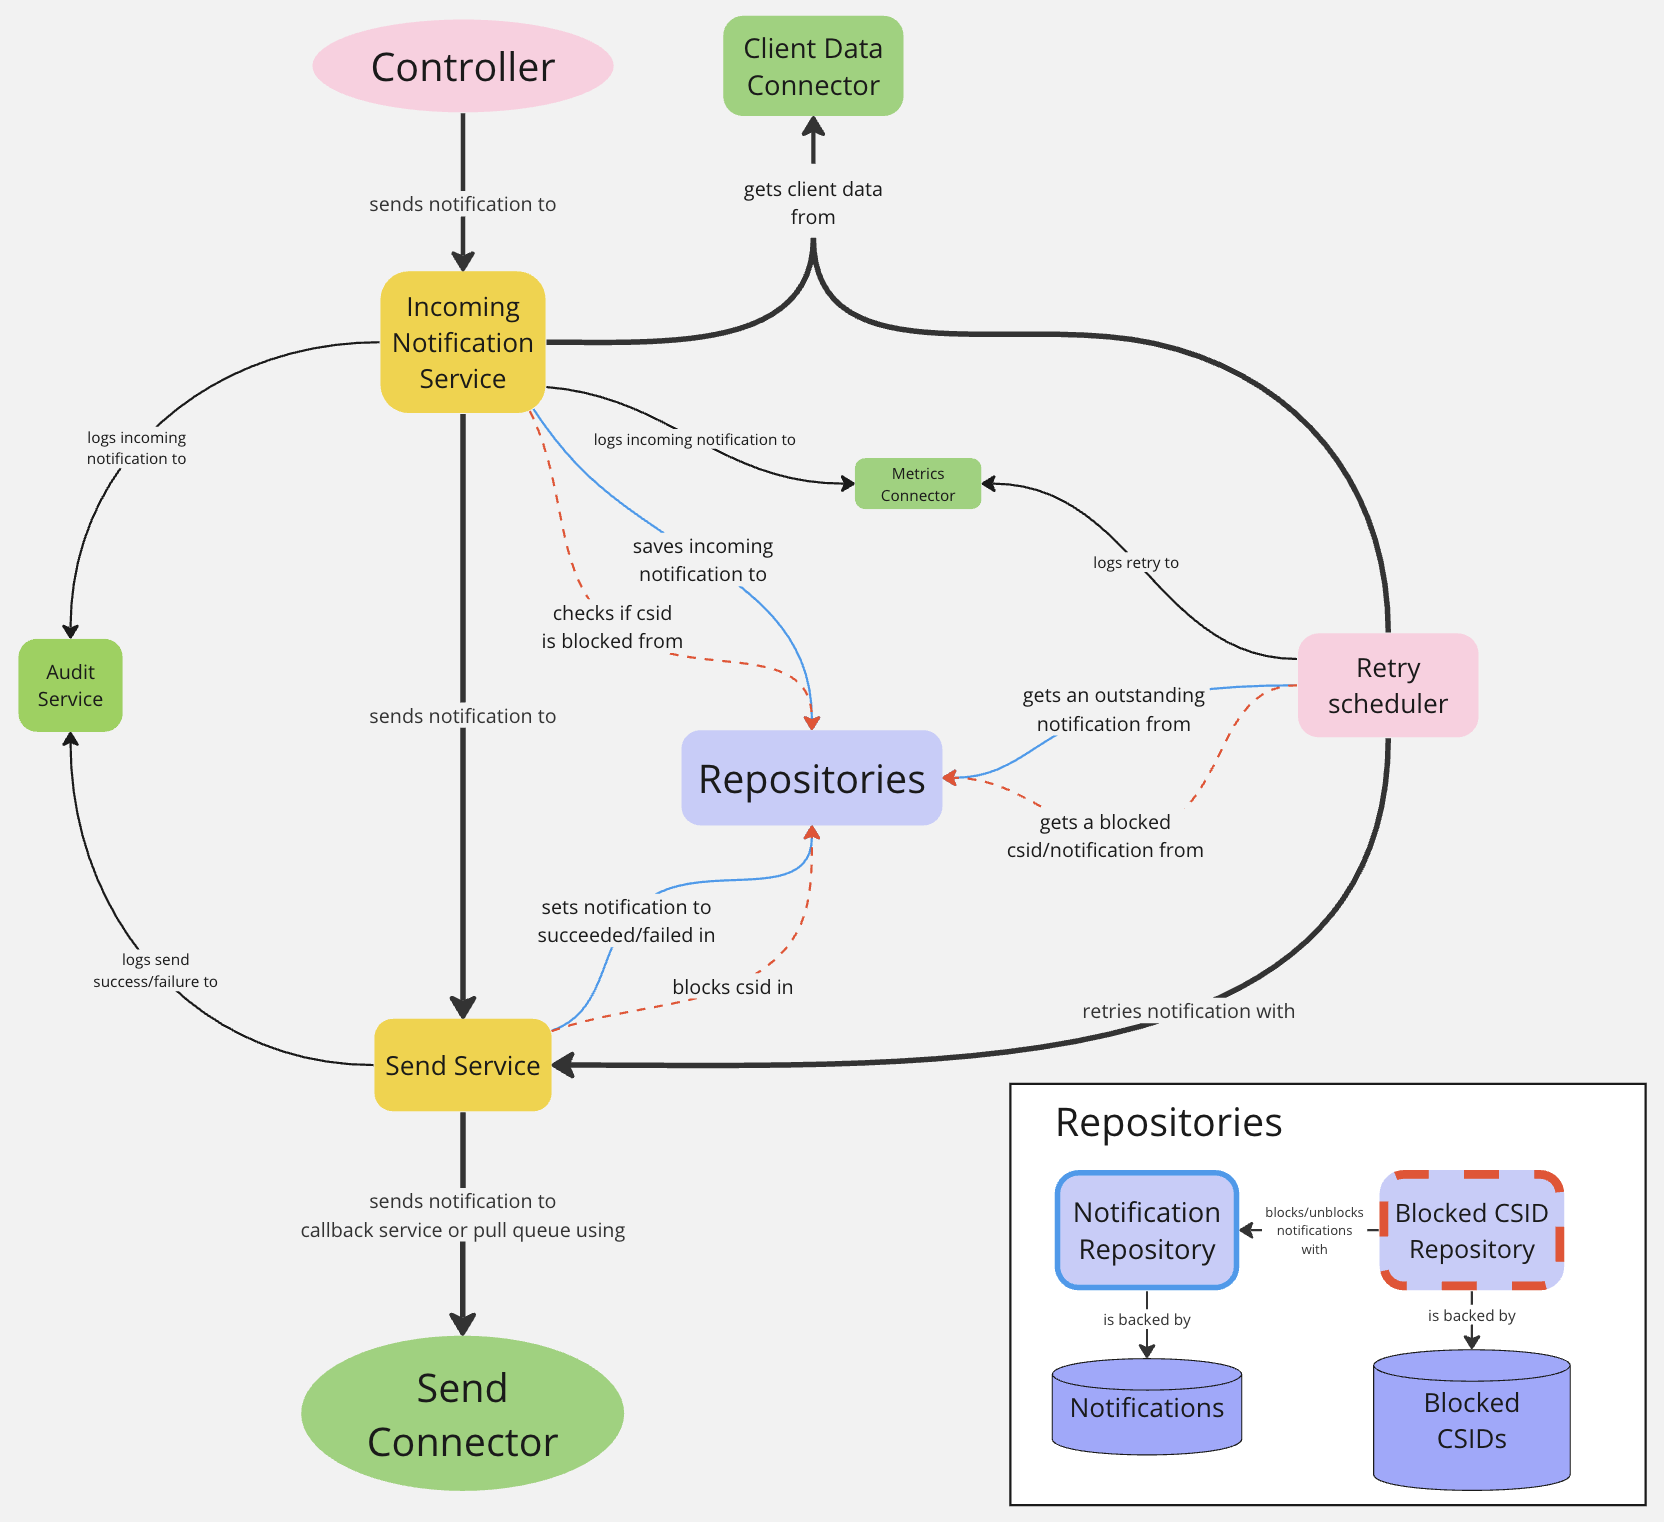 Controller
Client Data
Connector
gets client data
from
sends notification to
Incoming
Notification
Service
logs incoming
notification to
logs incoming notification to
Metrics
Connector
saves incoming
notification to
logs retry to
checks if csid
is blocked from
Audit
Service
Retry
scheduler
gets an outstanding
notification from
sends notification to
Repositories
gets a blocked
csid/notification from
sets notification to
succeeded/failed in
logs send
success/failure to
blocks csid in
retries notification with
Send Service
sends notification to
callback service or pull queue using
Send
Connector
Repositories
Notification
Repository
blocks/unblocks
notifications
with
Blocked CSID
Repository
is backed by
is backed by
Notifications
Blocked
CSIDs